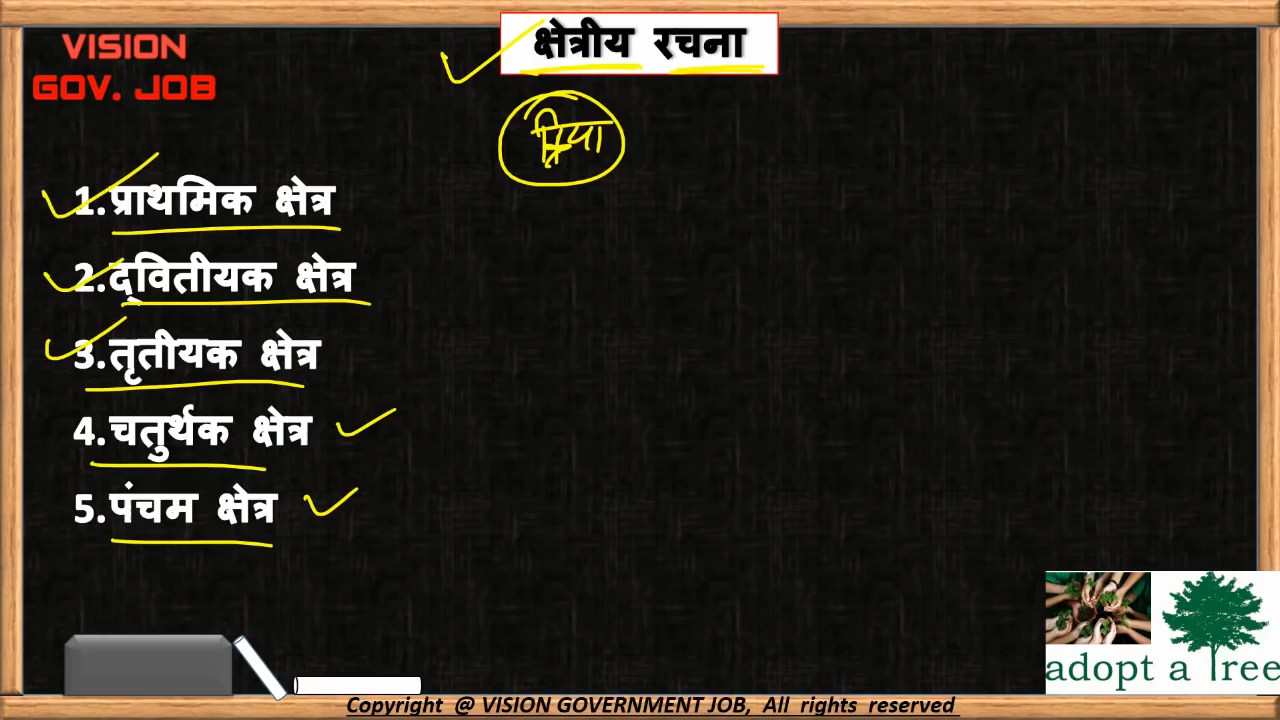 क्षेत्रीय रचना
VISION
GOV. JOB
क्रिया
1.प्राथमिक क्षेत्र
2.द्वितीयक क्षेत्र
3.तृतीयक क्षेत्र
4.चतुर्थक क्षेत्र
5.पंचम क्षेत्र
adopt a Tree
Copyright @ VISION GOVERNMENT JOB, All rights reserved